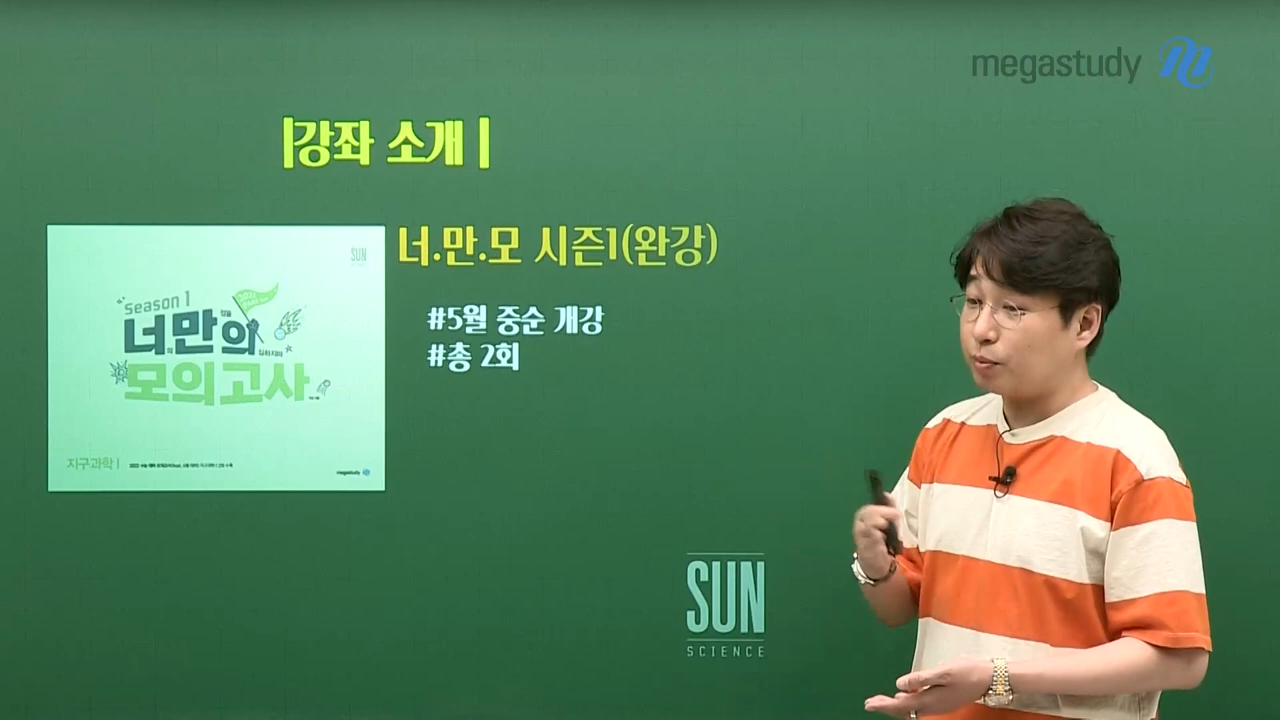 megastudy
|강좌 소개|
너.만.모 시즌1(완강)
#5월 중순 개강
#총 2회
SUN
Season 1
너만의
모의고사
지구과학 I
megastudy
SUN
SCIENCE